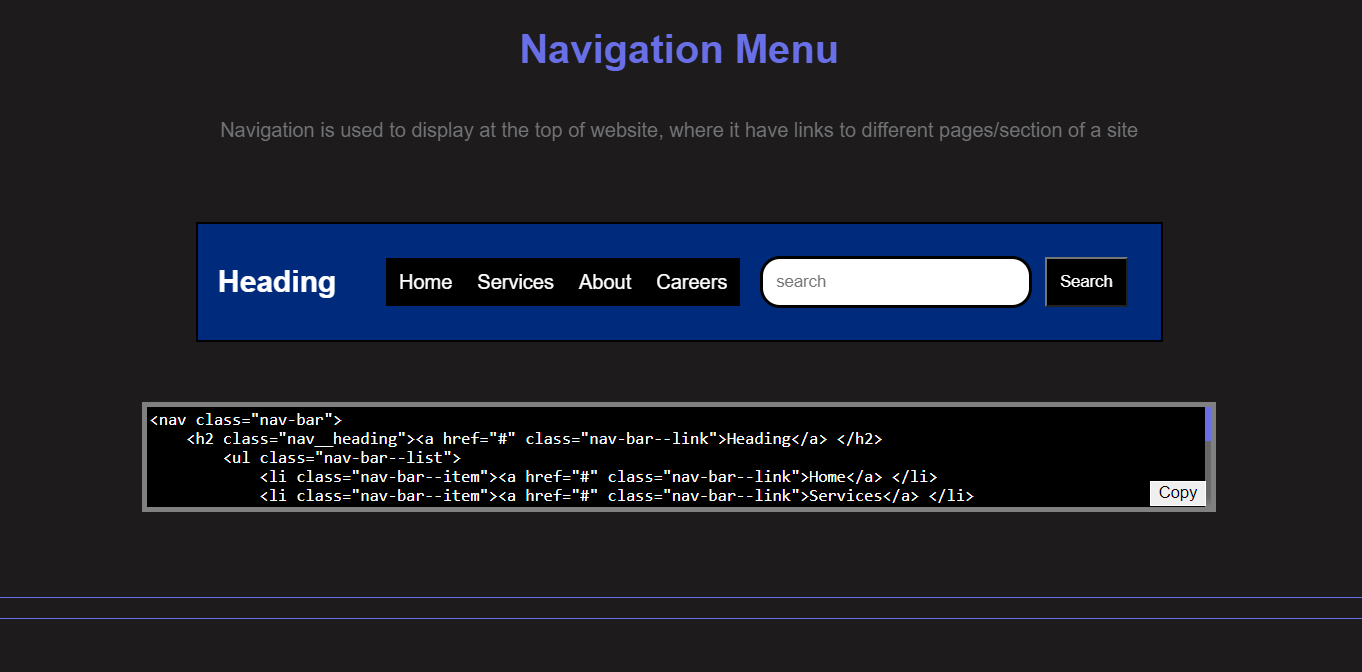 Navigation Menu
Navigation is used to display at the top of website, where it have links to different pages/section of a site
Heading Home Services About Careers search Search
<nav class="nav-bar">
    <h2 class="nav__heading"><a href="#" class="nav-bar--link">Heading</a> </h2>
        <ul class="nav-bar--list">
            <li class="nav-bar--item"><a href="#" class="nav-bar--link">Home</a> </li>
            <li class="nav-bar--item"><a href="#" class="nav-bar--link">Services</a> </li>
Copy